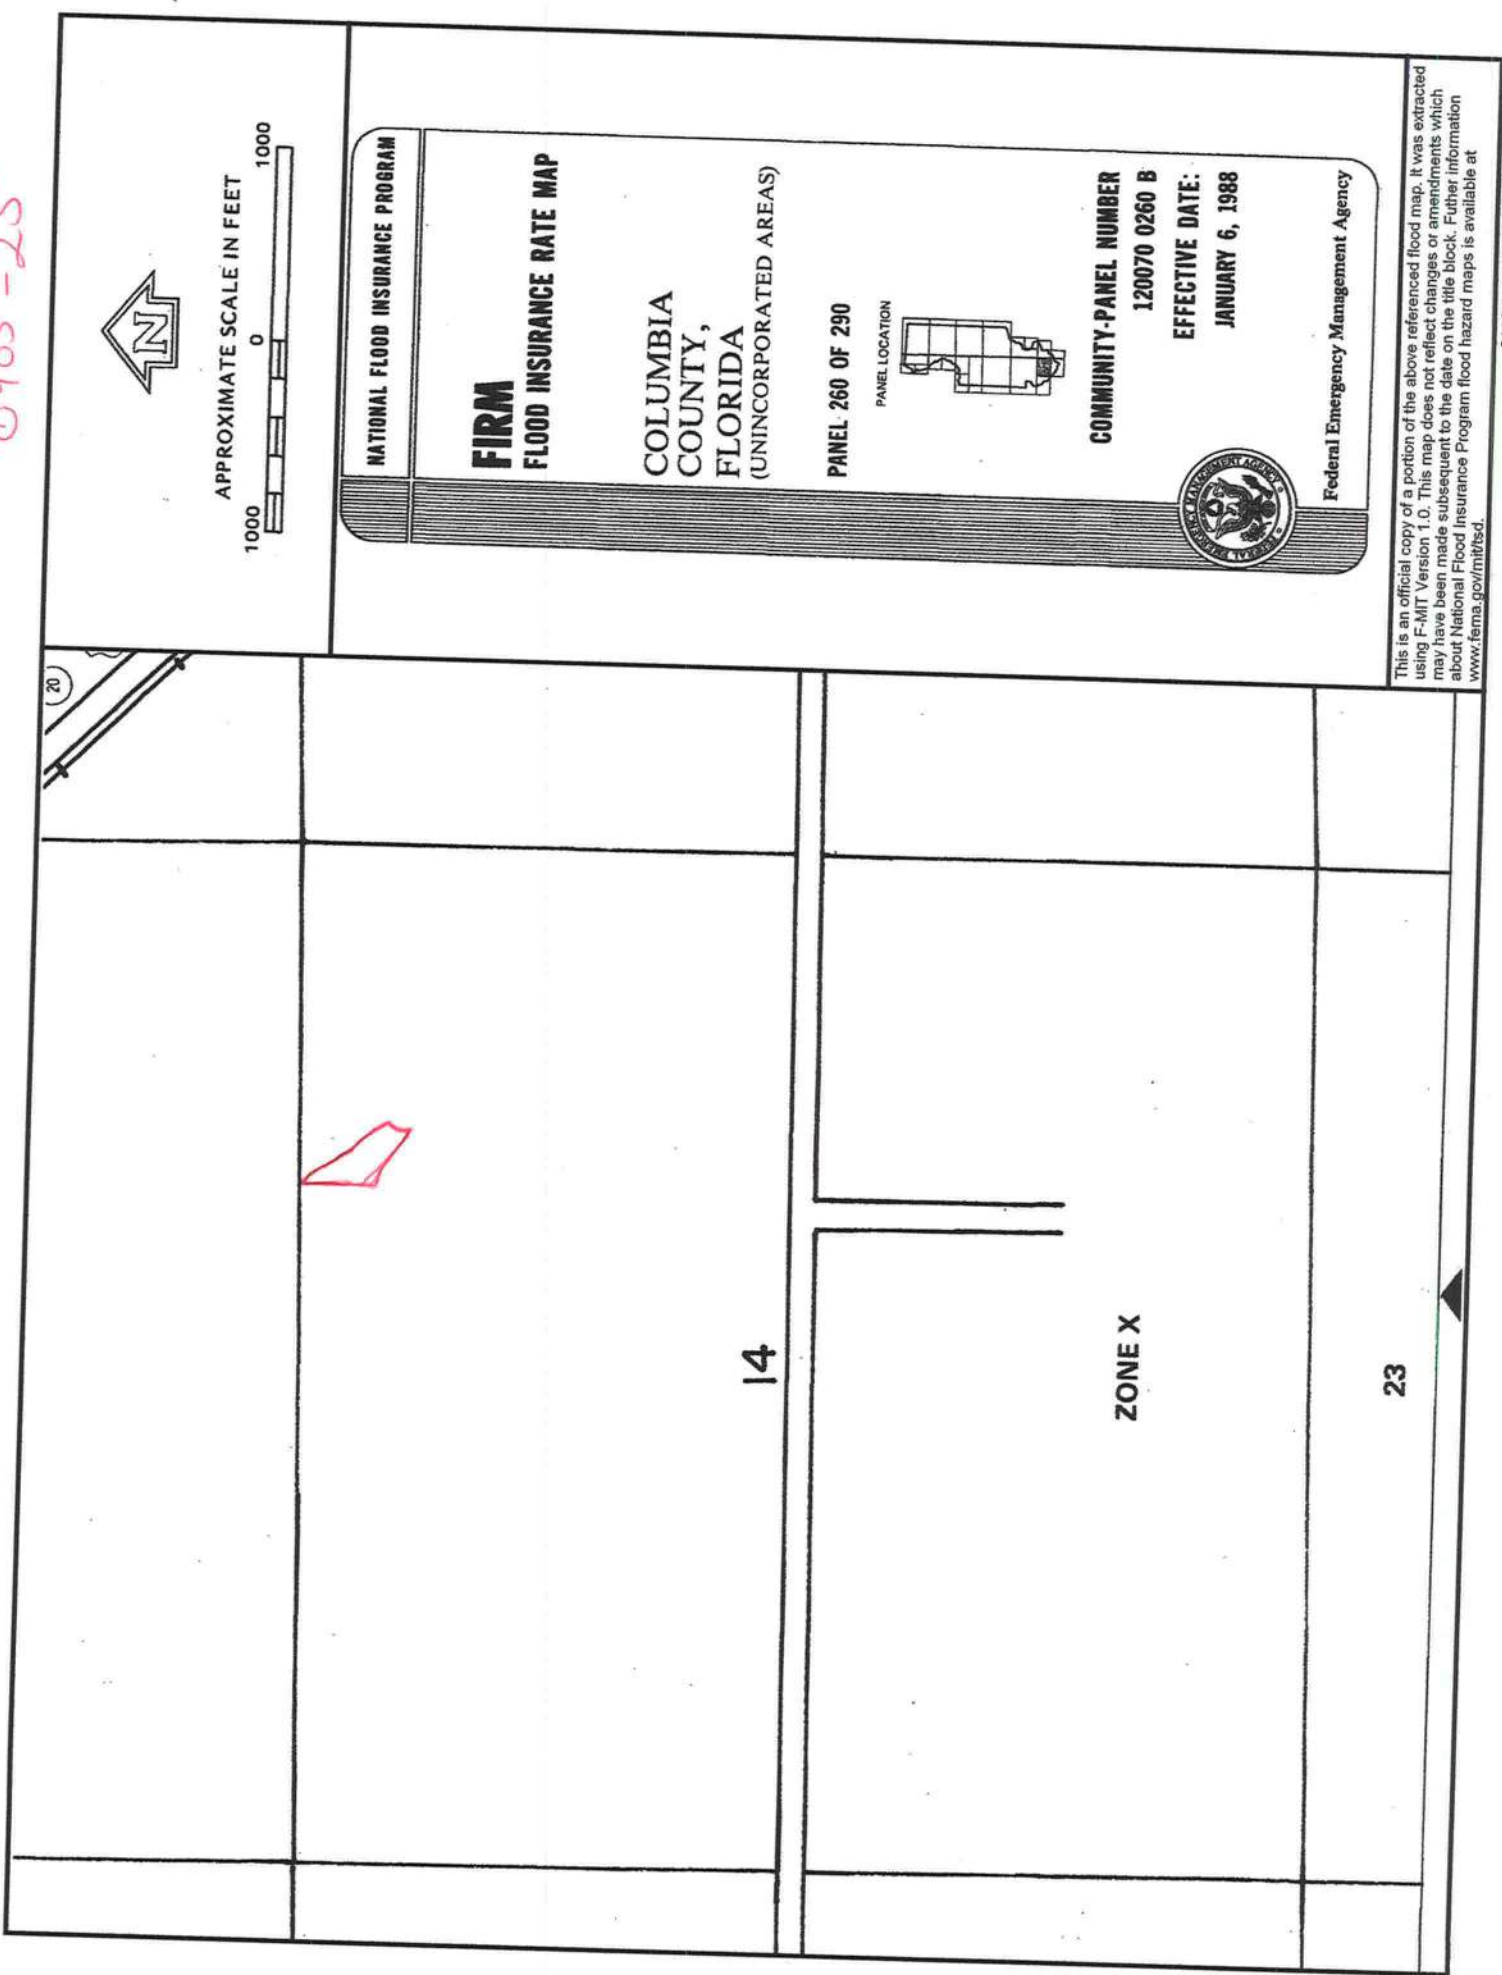 APPROXIMATE SCALE IN FEET
1000 0 1000
N
NATIONAL FLOOD INSURANCE PROGRAM
FIRM
FLOOD INSURANCE RATE MAP
COLUMBIA
COUNTY,
FLORIDA
(UNINCORPORATED AREAS)
PANEL 260 OF 290
PANEL LOCATION
COMMUNITY-PANEL NUMBER
120070 0260 B
EFFECTIVE DATE:
JANUARY 6, 1988
FEDERAL EMERGENCY MANAGEMENT AGENCY
Federal Emergency Management Agency
This is an official copy of a portion of the above referenced flood map. It was extracted
using F-MIT Version 1.0. This map does not reflect changes or amendments which
may have been made subsequent to the date on the title block. Futher information
about National Flood Insurance Program flood hazard maps is available at
www.fema.gov/mit/tsd.
20
14
ZONE X
23